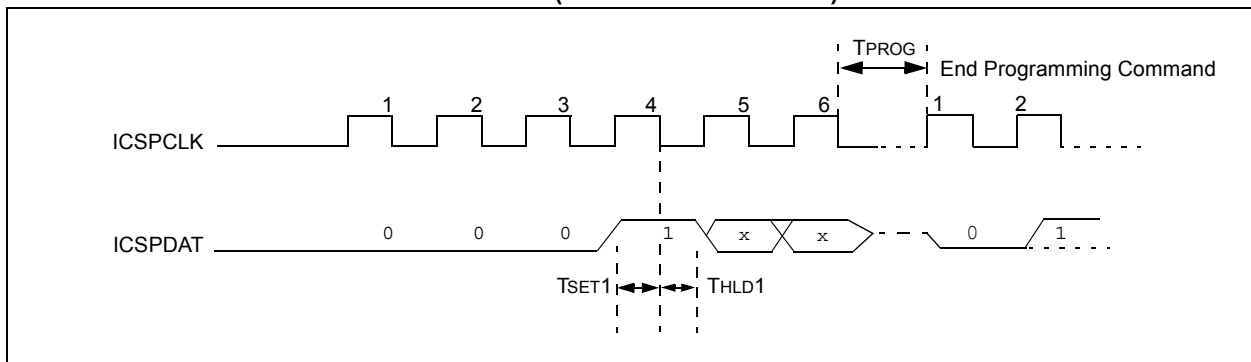 TPROG
End Programming Command
1 2 3 4 5 6 1 2
ICSPCLK
ICSPDAT
0 0 0 1 x x 0 1
TSET1
THLD1